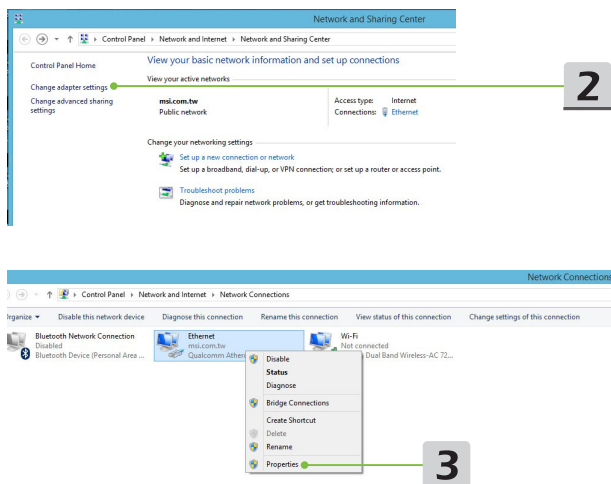 Network and Sharing Center
Control Panel ▸ Network and Internet ▸ Network and Sharing Center
Control Panel Home
Change adapter settings
Change advanced sharing
settings
View your basic network information and set up connections
View your active networks
msi.com.tw
Public network
Access type: Internet
Connections: Ethernet
Change your networking settings
Set up a new connection or network
Set up a broadband, dial-up, or VPN connection; or set up a router or access point.
Troubleshoot problems
Diagnose and repair network problems, or get troubleshooting information.
2
Network Connections
Control Panel ▸ Network and Internet ▸ Network Connections
Organize Disable this network device Diagnose this connection Rename this connection View status of this connection Change settings of this connection
Bluetooth Network Connection
Disabled
Bluetooth Device (Personal Area ...
Ethernet
msi.com.tw
Qualcomm Ather
Wi-Fi
Not connected
Dual Band Wireless-AC 72...
Disable
Status
Diagnose
Bridge Connections
Create Shortcut
Delete
Rename
Properties
3